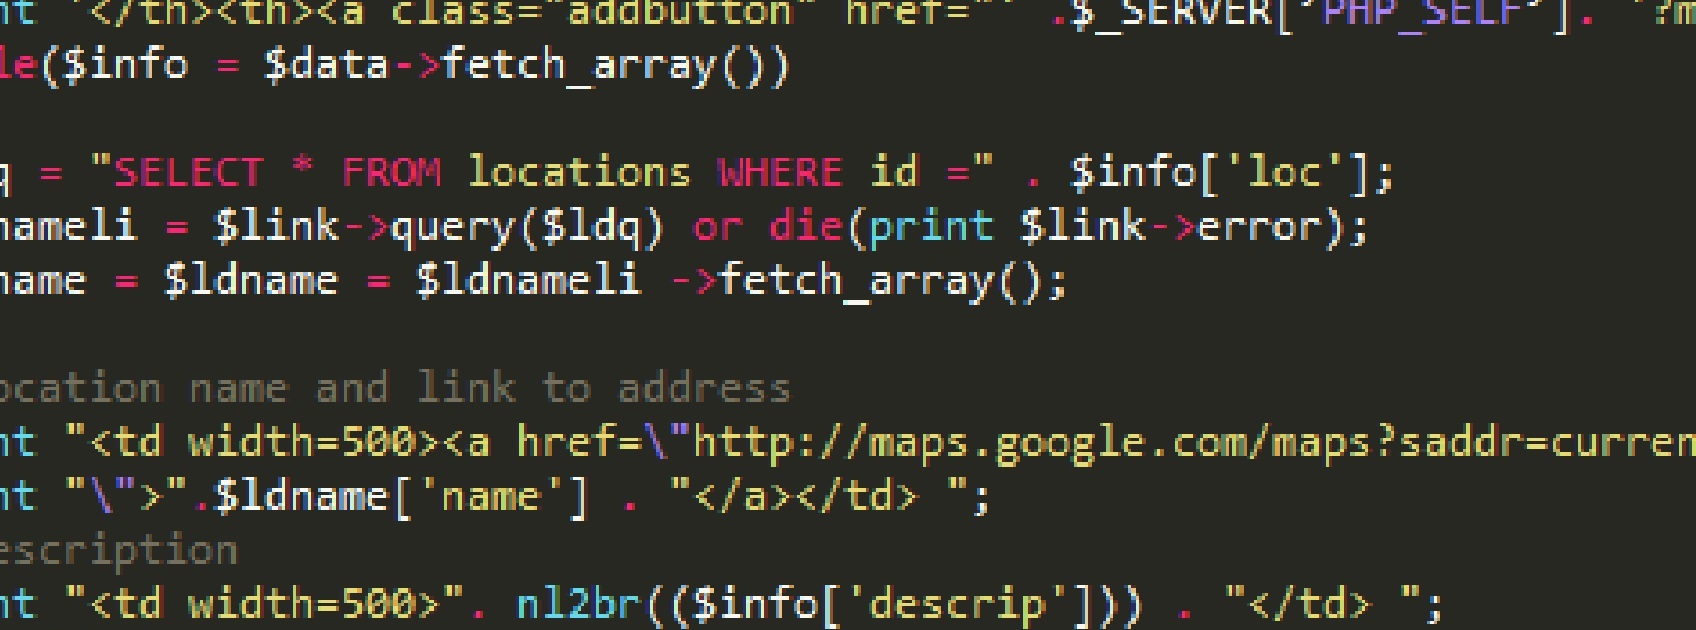 nt '</th><th><a class="addbutton" href="' .$_SERVER['PHP_SELF']. '?m
le($info = $data->fetch_array())
q = "SELECT * FROM locations WHERE id =" . $info['loc'];
nameli = $link->query($ldq) or die(print $link->error);
name = $ldname = $ldnameli ->fetch_array();
ocation name and link to address
nt "<td width=500><a href=\"http://maps.google.com/maps?saddr=curren
nt "\">".$ldname['name'] . "</a></td> ";
escription
nt "<td width=500>". nl2br(($info['descrip'])) . "</td> ";